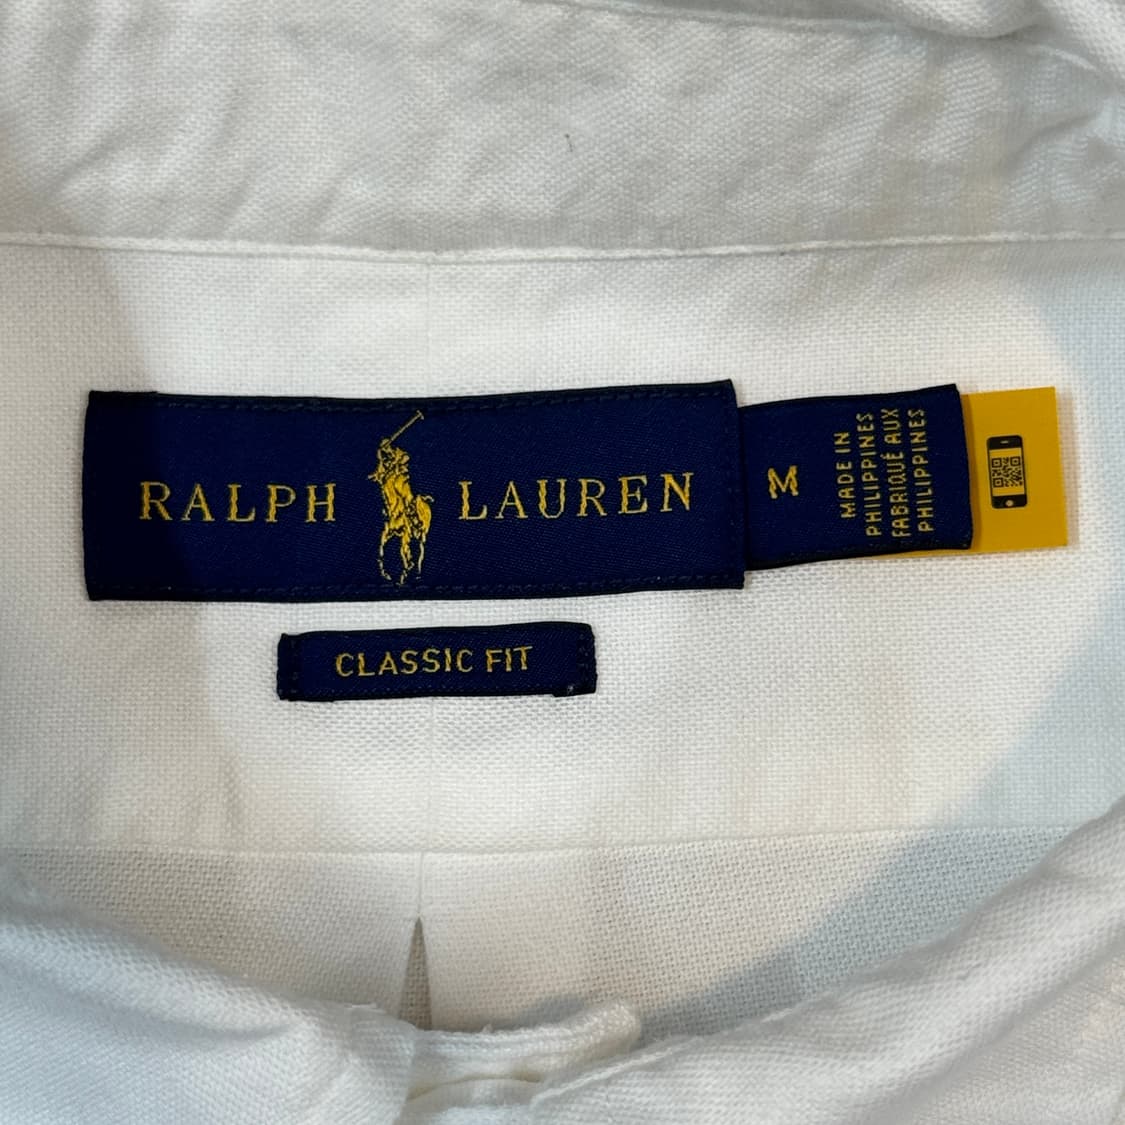 RALPH LAUREN
M
MADE IN
PHILIPPINES
FABRIQUÉ AUX
PHILIPPINES
CLASSIC FIT